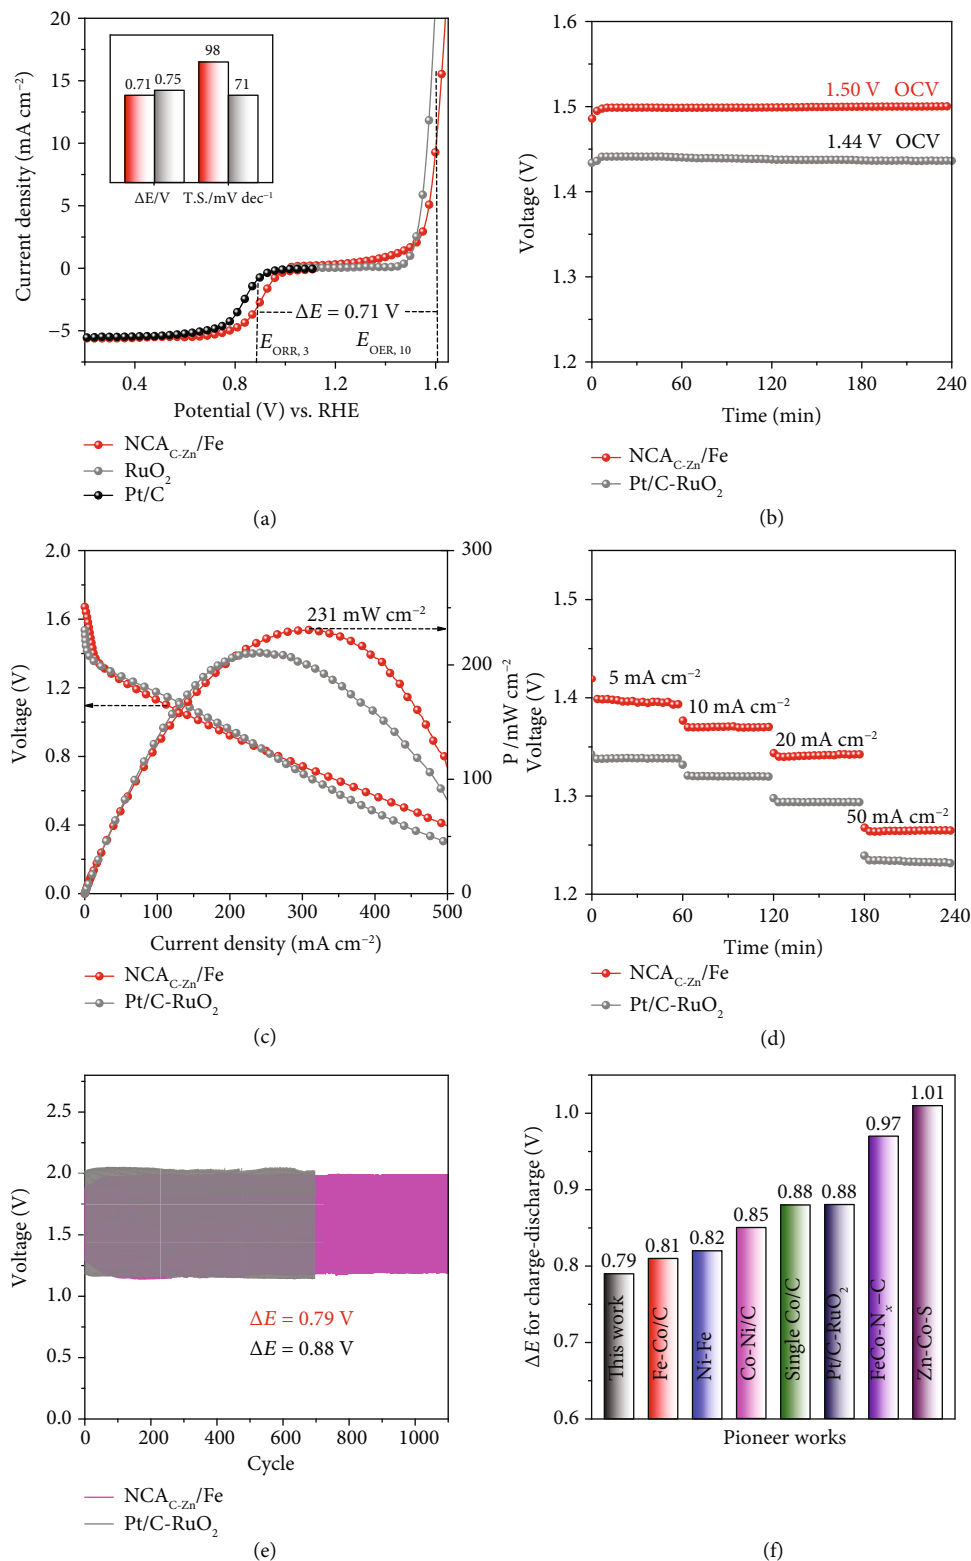 20
15
10
5
0
−5
Current density (mA cm⁻²)
0.71
0.75
98
71
ΔE/V
T.S./mV dec⁻¹
ΔE = 0.71 V
E_ORR, 3
E_OER, 10
0.4
0.8
1.2
1.6
Potential (V) vs. RHE
NCA_C-Zn/Fe
RuO₂
Pt/C
(a)
1.6
1.5
1.4
1.3
1.2
Voltage (V)
1.50 V OCV
1.44 V OCV
0
60
120
180
240
Time (min)
NCA_C-Zn/Fe
Pt/C-RuO₂
(b)
2.0
1.6
1.2
0.8
0.4
0.0
Voltage (V)
231 mW cm⁻²
300
200
100
0
P /mW cm⁻²
0
100
200
300
400
500
Current density (mA cm⁻²)
NCA_C-Zn/Fe
Pt/C-RuO₂
(c)
1.5
1.4
1.3
1.2
Voltage (V)
5 mA cm⁻²
10 mA cm⁻²
20 mA cm⁻²
50 mA cm⁻²
0
60
120
180
240
Time (min)
NCA_C-Zn/Fe
Pt/C-RuO₂
(d)
2.5
2.0
1.5
1.0
0.5
0.0
Voltage (V)
ΔE = 0.79 V
ΔE = 0.88 V
0
200
400
600
800
1000
Cycle
NCA_C-Zn/Fe
Pt/C-RuO₂
(e)
1.0
0.9
0.8
0.7
0.6
ΔE for charge-discharge (V)
0.79
0.81
0.82
0.85
0.88
0.88
0.97
1.01
This work
Fe-Co/C
Ni-Fe
Co-Ni/C
Single Co/C
Pt/C-RuO₂
FeCo-Nₓ–C
Zn-Co-S
Pioneer works
(f)